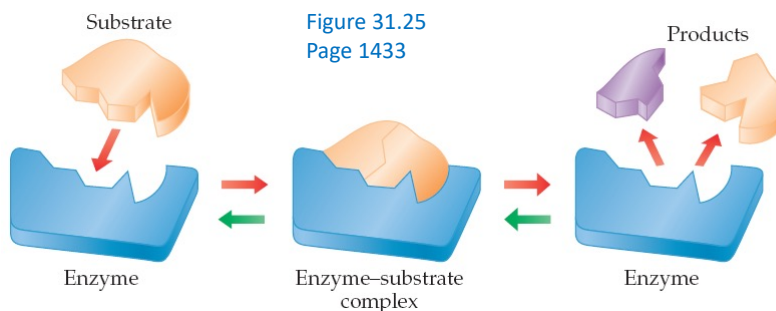 Substrate
Figure 31.25
Page 1433
Products
Enzyme
Enzyme–substrate
complex
Enzyme